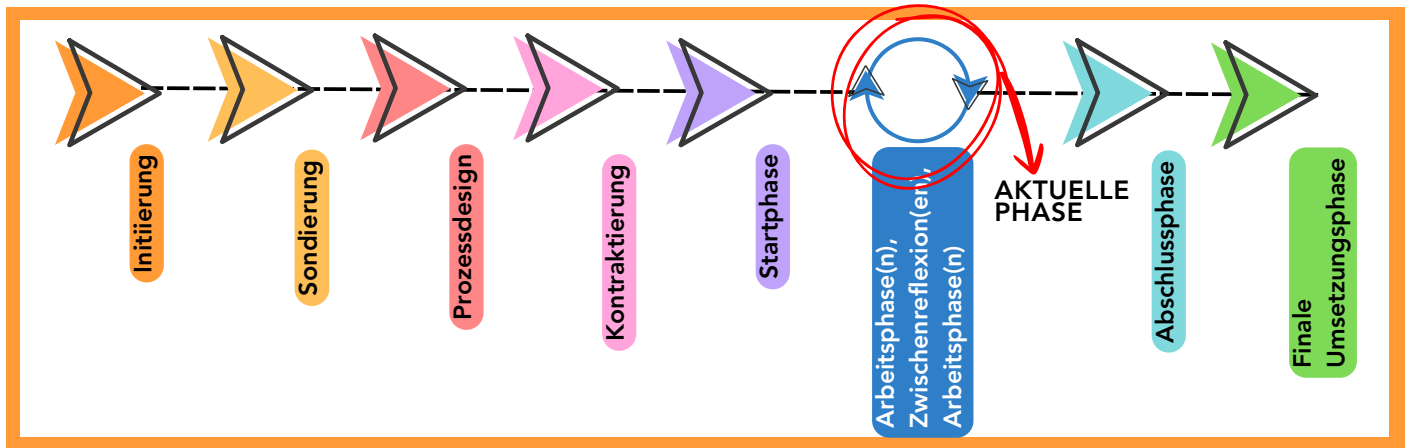 Initiierung
Sondierung
Prozessdesign
Kontraktierung
Startphase
Arbeitsphase(n),
Zwischenreflexion(en),
Arbeitsphase(n)
AKTUELLE
PHASE
Abschlussphase
Finale
Umsetzungsphase